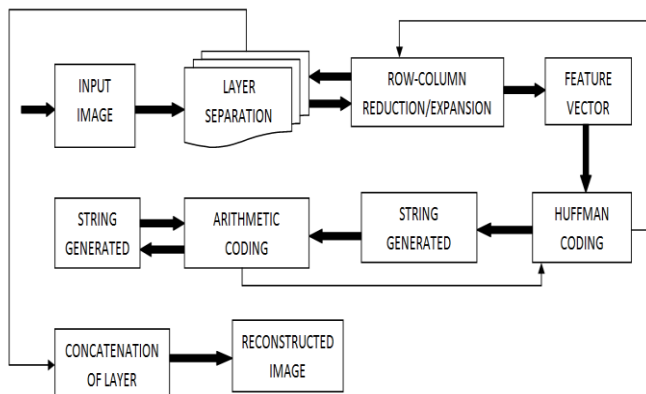 INPUT
IMAGE
LAYER
SEPARATION
ROW-COLUMN
REDUCTION/EXPANSION
FEATURE
VECTOR
STRING
GENERATED
ARITHMETIC
CODING
STRING
GENERATED
HUFFMAN
CODING
CONCATENATION
OF LAYER
RECONSTRUCTED
IMAGE